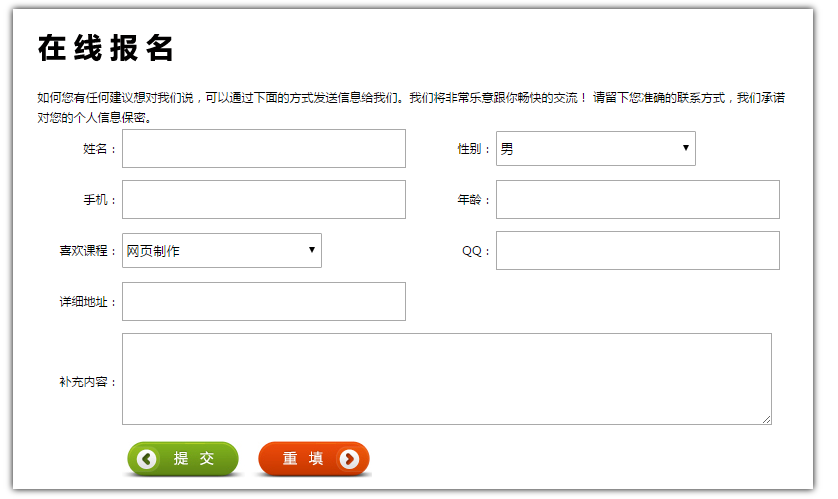 在线报名
如何您有任何建议想对我们说，可以通过下面的方式发送信息给我们。我们将非常乐意跟你畅快的交流！ 请留下您准确的联系方式，我们承诺
对您的个人信息保密。
姓名： 性别： 男
手机： 年龄：
喜欢课程： 网页制作 QQ：
详细地址：
补充内容：
提 交 重 填